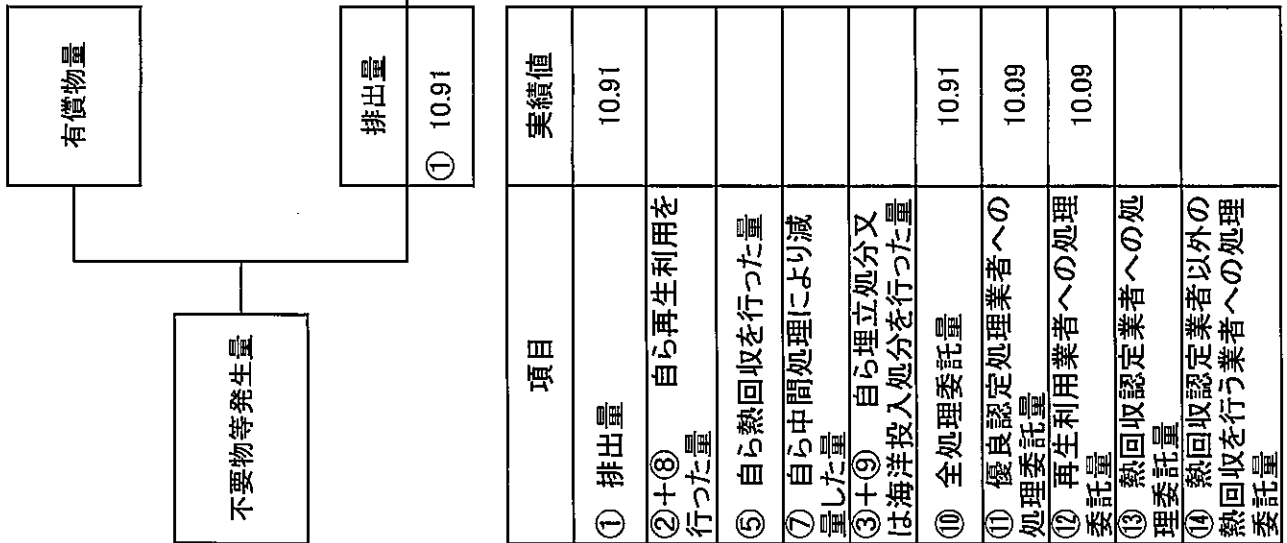 有償物量
不要物等発生量
排出量
① 10.91
項目
実績値
① 排出量
10.91
②+⑧ 自ら再生利用を
行った量
⑤ 自ら熱回収を行った量
⑦ 自ら中間処理により減
量した量
③+⑨ 自ら埋立処分又
は海洋投入処分を行った量
⑩ 全処理委託量
10.91
⑪ 優良認定処理業者への
処理委託量
10.09
⑫ 再生利用業者への処理
委託量
10.09
⑬ 熱回収認定業者への処
理委託量
⑭ 熱回収認定業者以外の
熱回収を行う業者への処理
委託量